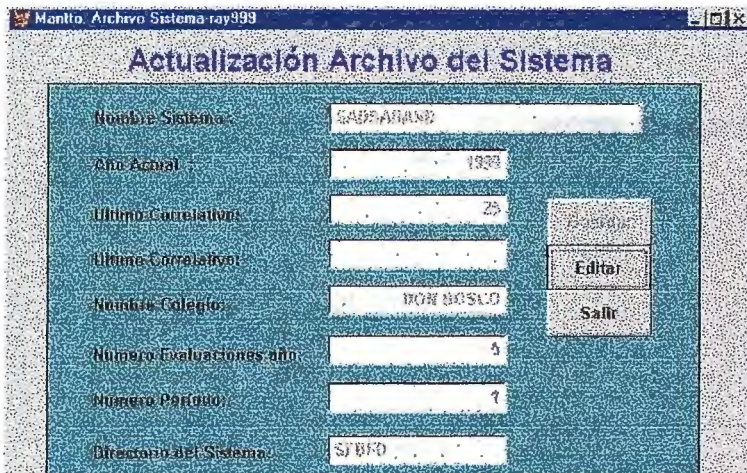 Mantto. Archivo Sistema-ray999
Actualización Archivo del Sistema
Nombre Sistema:
Año Actual : 1999
Ultimo Correlativo:
Ultimo Correlativo:
Editar
Nombre Colegio: DON BOSCO
Salir
Numero Evaluaciones año
Numero Periodo: 1
Directorio del Sistema: